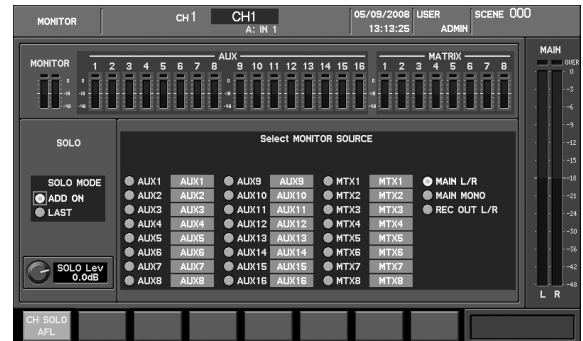 MONITOR
CH 1 CH1
A: IN 1
05/09/2008 USER SCENE 000
13:13:25 ADMIN
MAIN
OVER
MONITOR
AUX
1 2 3 4 5 6 7 8 9 10 11 12 13 14 15 16
MATRIX
1 2 3 4 5 6 7 8
0
-3
-6
-9
-12
-15
-18
-21
-24
-30
-36
-42
-48
L R
SOLO
SOLO MODE
ADD ON
LAST
SOLO Lev
0.0dB
Select MONITOR SOURCE
AUX1 AUX1 AUX9 AUX9 MTX1 MTX1 MAIN L/R
AUX2 AUX2 AUX10 AUX10 MTX2 MTX2 MAIN MONO
AUX3 AUX3 AUX11 AUX11 MTX3 MTX3 REC OUT L/R
AUX4 AUX4 AUX12 AUX12 MTX4 MTX4
AUX5 AUX5 AUX13 AUX13 MTX5 MTX5
AUX6 AUX6 AUX14 AUX14 MTX6 MTX6
AUX7 AUX7 AUX15 AUX15 MTX7 MTX7
AUX8 AUX8 AUX16 AUX16 MTX8 MTX8
CH SOLO
AFL